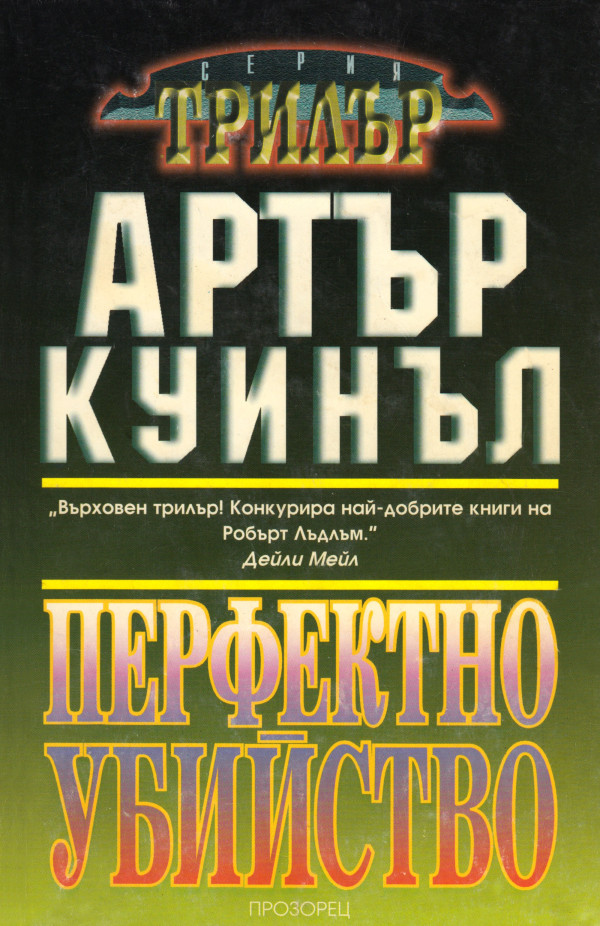 СЕРИЯ
ТРИЛЪР
АРТЪР
КУИНЪЛ
„Върховен трилър! Конкурира най-добрите книги на
Робърт Лъдлъм.”
Дейли Мейл
ПЕРФЕКТНО
УБИЙСТВО
ПРОЗОРЕЦ